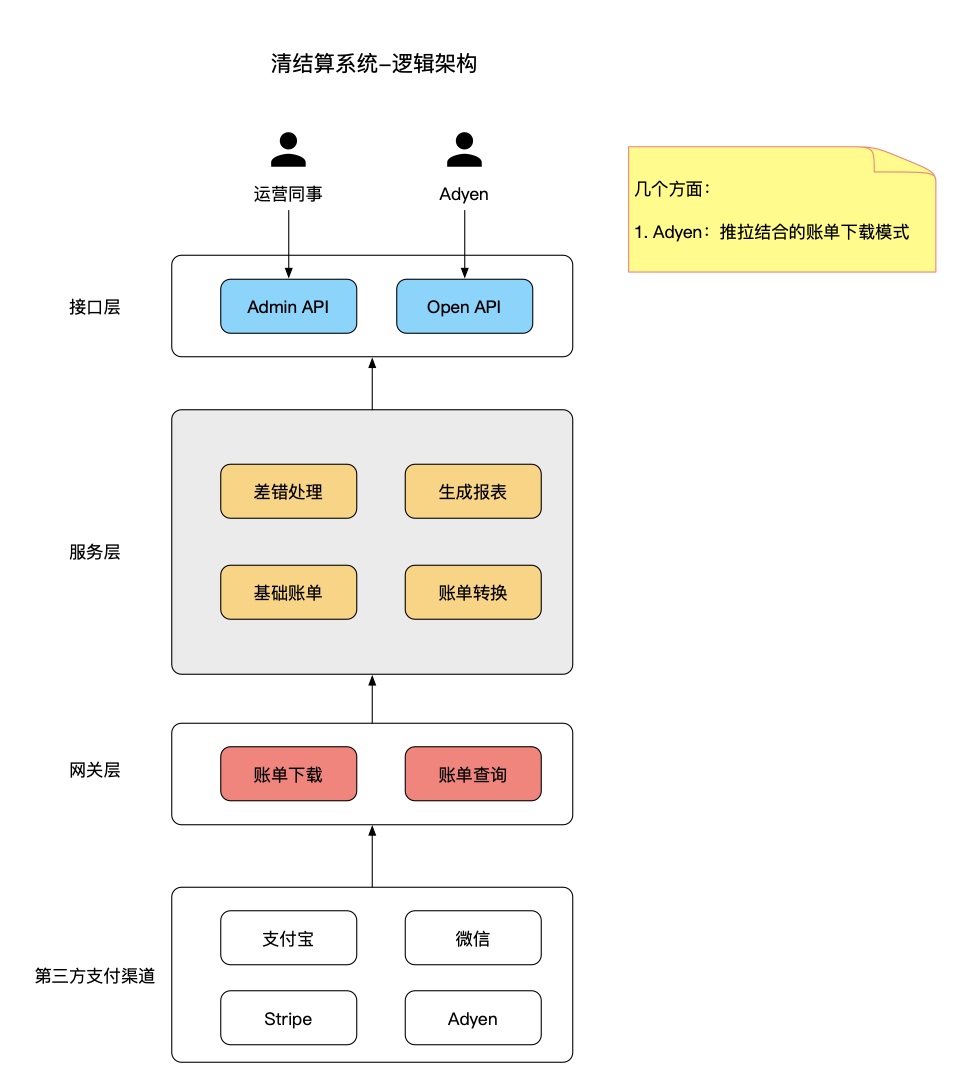 清结算系统-逻辑架构
运营同事
Adyen
几个方面：
1. Adyen：推拉结合的账单下载模式
接口层
Admin API
Open API
差错处理
生成报表
服务层
基础账单
账单转换
网关层
账单下载
账单查询
支付宝
微信
第三方支付渠道
Stripe
Adyen